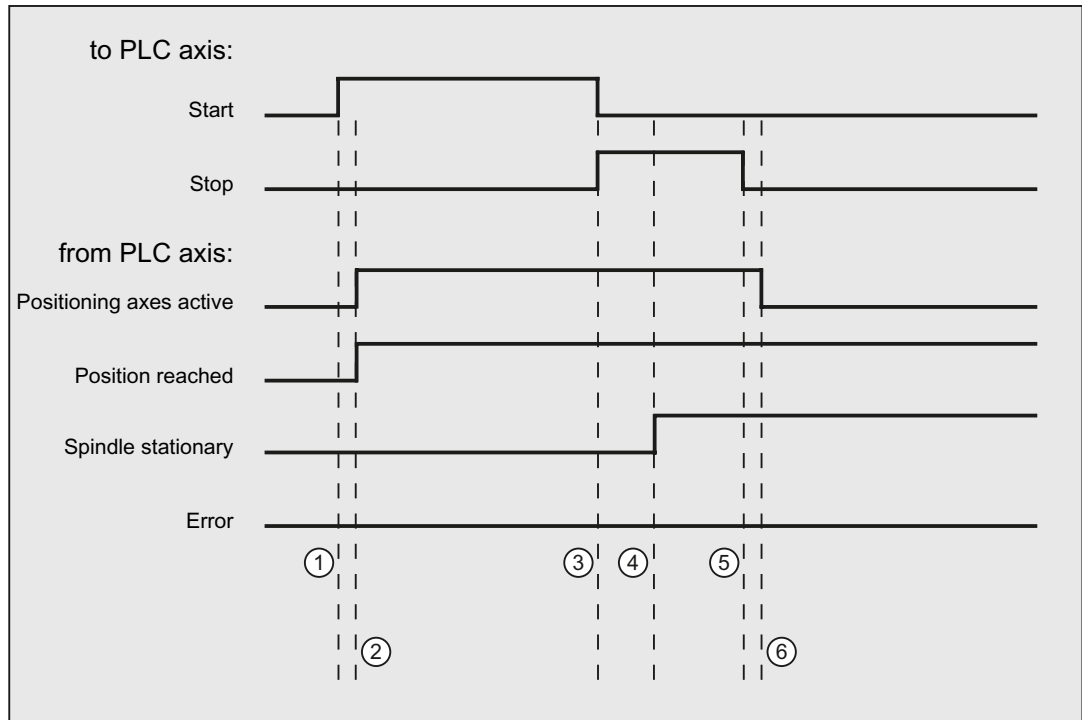 to PLC axis:
Start
Stop
from PLC axis:
Positioning axes active
Position reached
Spindle stationary
Error
① ③ ④ ⑤
② ⑥